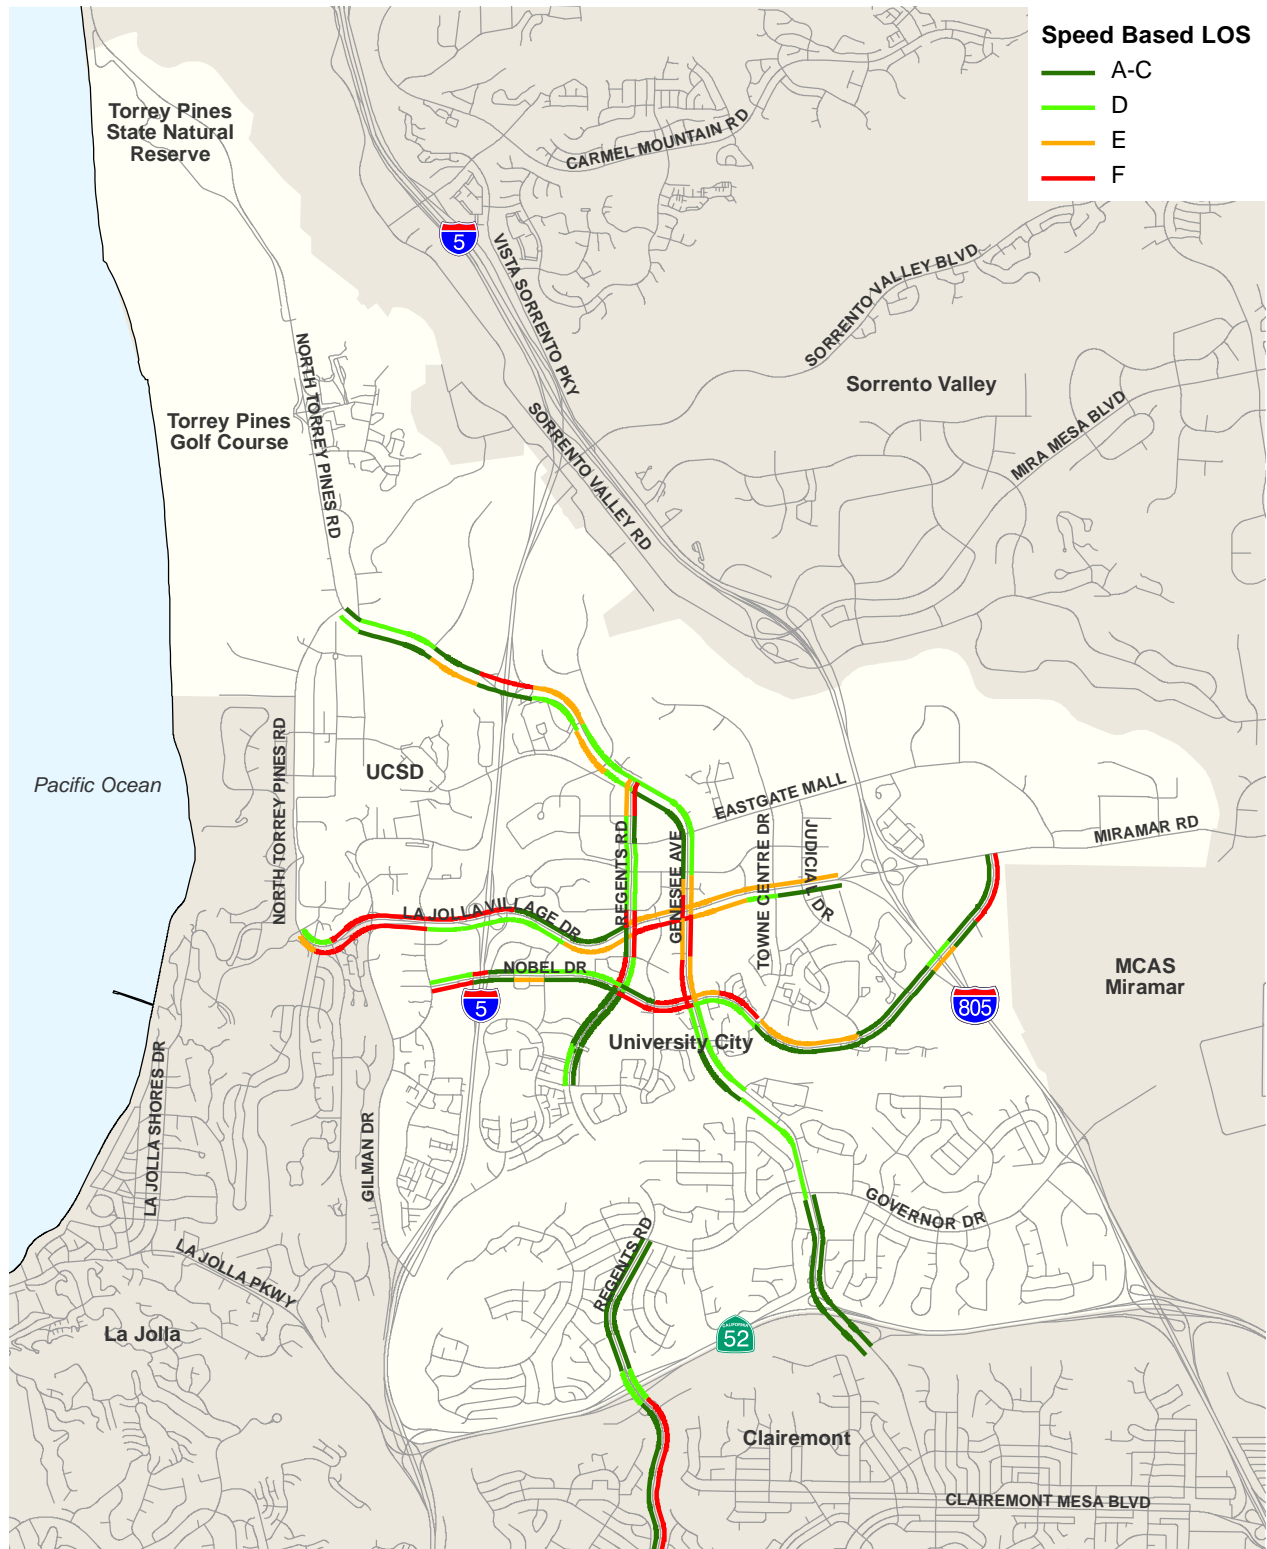 Speed Based LOS
A-C
D
E
F
Torrey Pines
State Natural
Reserve
CARMEL MOUNTAIN RD
5
VISTA SORRENTO PKY
SORRENTO VALLEY BLVD
NORTH TORREY PINES RD
Sorrento Valley
Torrey Pines
Golf Course
MIRA MESA BLVD
SORRENTO VALLEY RD
Pacific Ocean
UCSD
NORTH TORREY PINES RD
EASTGATE MALL
MIRAMAR RD
REGENTS RD
GENESEE AVE
TOWNE CENTRE DR
JUDICIAL DR
LA JOLLA VILLAGE DR
NOBEL DR
MCAS
Miramar
5
805
University City
LA JOLLA SHORES DR
GILMAN DR
GOVERNOR DR
REGENTS RD
LA JOLLA PKWY
La Jolla
CALIFORNIA
52
Clairemont
CLAIREMONT MESA BLVD